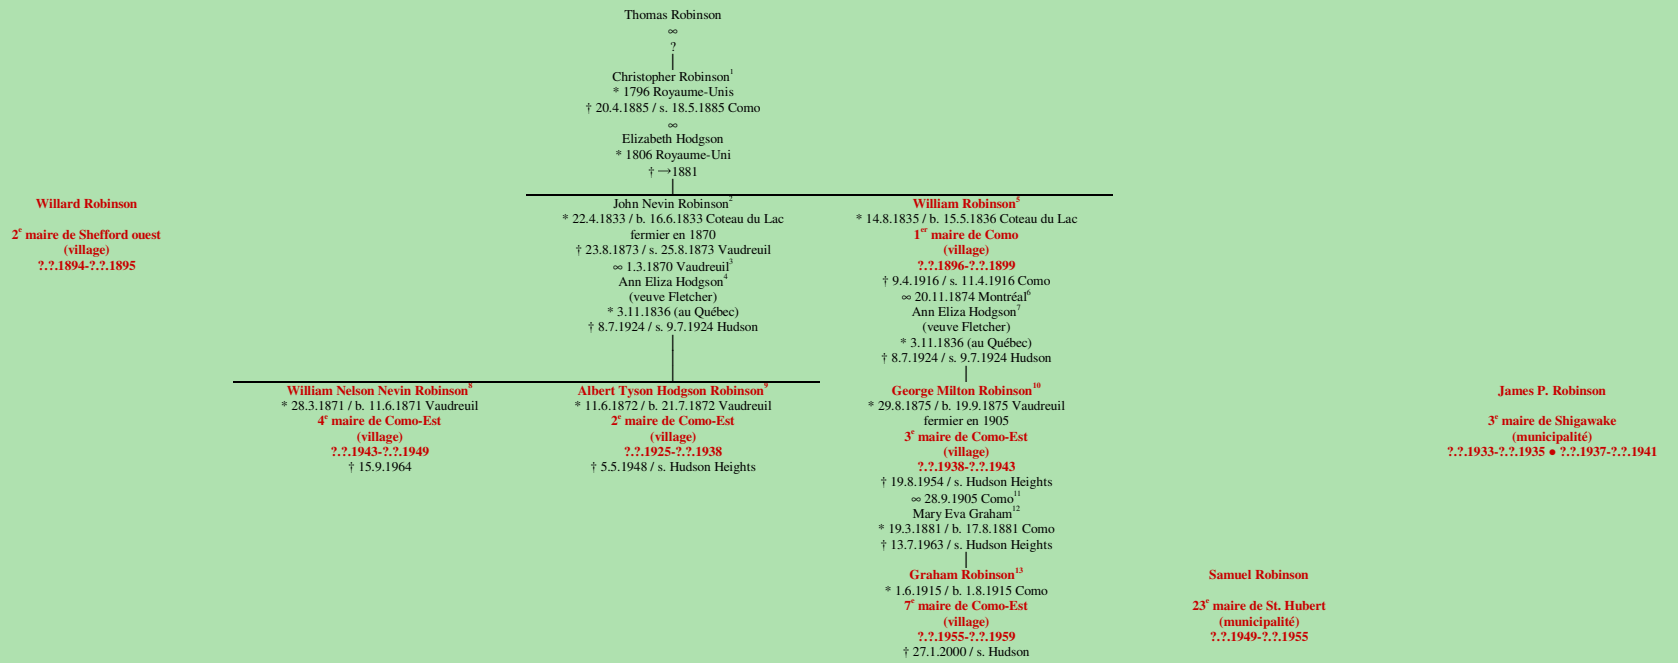 Thomas Robinson
∞
?
Christopher Robinson¹
* 1796 Royaume-Unis
† 20.4.1885 / s. 18.5.1885 Como
∞
Elizabeth Hodgson
* 1806 Royaume-Uni
† →1881
Willard Robinson
2e maire de Shefford ouest
(village)
?.?.1894-?.?.1895
John Nevin Robinson²
* 22.4.1833 / b. 16.6.1833 Coteau du Lac
fermier en 1870
† 23.8.1873 / s. 25.8.1873 Vaudreuil
∞ 1.3.1870 Vaudreuil³
Ann Eliza Hodgson⁴
(veuve Fletcher)
* 3.11.1836 (au Québec)
† 8.7.1924 / s. 9.7.1924 Hudson
William Robinson⁵
* 14.8.1835 / b. 15.5.1836 Coteau du Lac
1er maire de Como
(village)
?.?.1896-?.?.1899
† 9.4.1916 / s. 11.4.1916 Como
∞ 20.11.1874 Montréal⁶
Ann Eliza Hodgson⁷
(veuve Fletcher)
* 3.11.1836 (au Québec)
† 8.7.1924 / s. 9.7.1924 Hudson
William Nelson Nevin Robinson⁸
* 28.3.1871 / b. 11.6.1871 Vaudreuil
4e maire de Como-Est
(village)
?.?.1943-?.?.1949
† 15.9.1964
Albert Tyson Hodgson Robinson⁹
* 11.6.1872 / b. 21.7.1872 Vaudreuil
2e maire de Como-Est
(village)
?.?.1925-?.?.1938
† 5.5.1948 / s. Hudson Heights
George Milton Robinson¹⁰
* 29.8.1875 / b. 19.9.1875 Vaudreuil
fermier en 1905
3e maire de Como-Est
(village)
?.?.1938-?.?.1943
† 19.8.1954 / s. Hudson Heights
∞ 28.9.1905 Como¹¹
Mary Eva Graham¹²
* 19.3.1881 / b. 17.8.1881 Como
† 13.7.1963 / s. Hudson Heights
James P. Robinson
3e maire de Shigawake
(municipalité)
?.?.1933-?.?.1935 ● ?.?.1937-?.?.1941
Graham Robinson¹³
* 1.6.1915 / b. 1.8.1915 Como
7e maire de Como-Est
(village)
?.?.1955-?.?.1959
† 27.1.2000 / s. Hudson
Samuel Robinson
23e maire de St. Hubert
(municipalité)
?.?.1949-?.?.1955